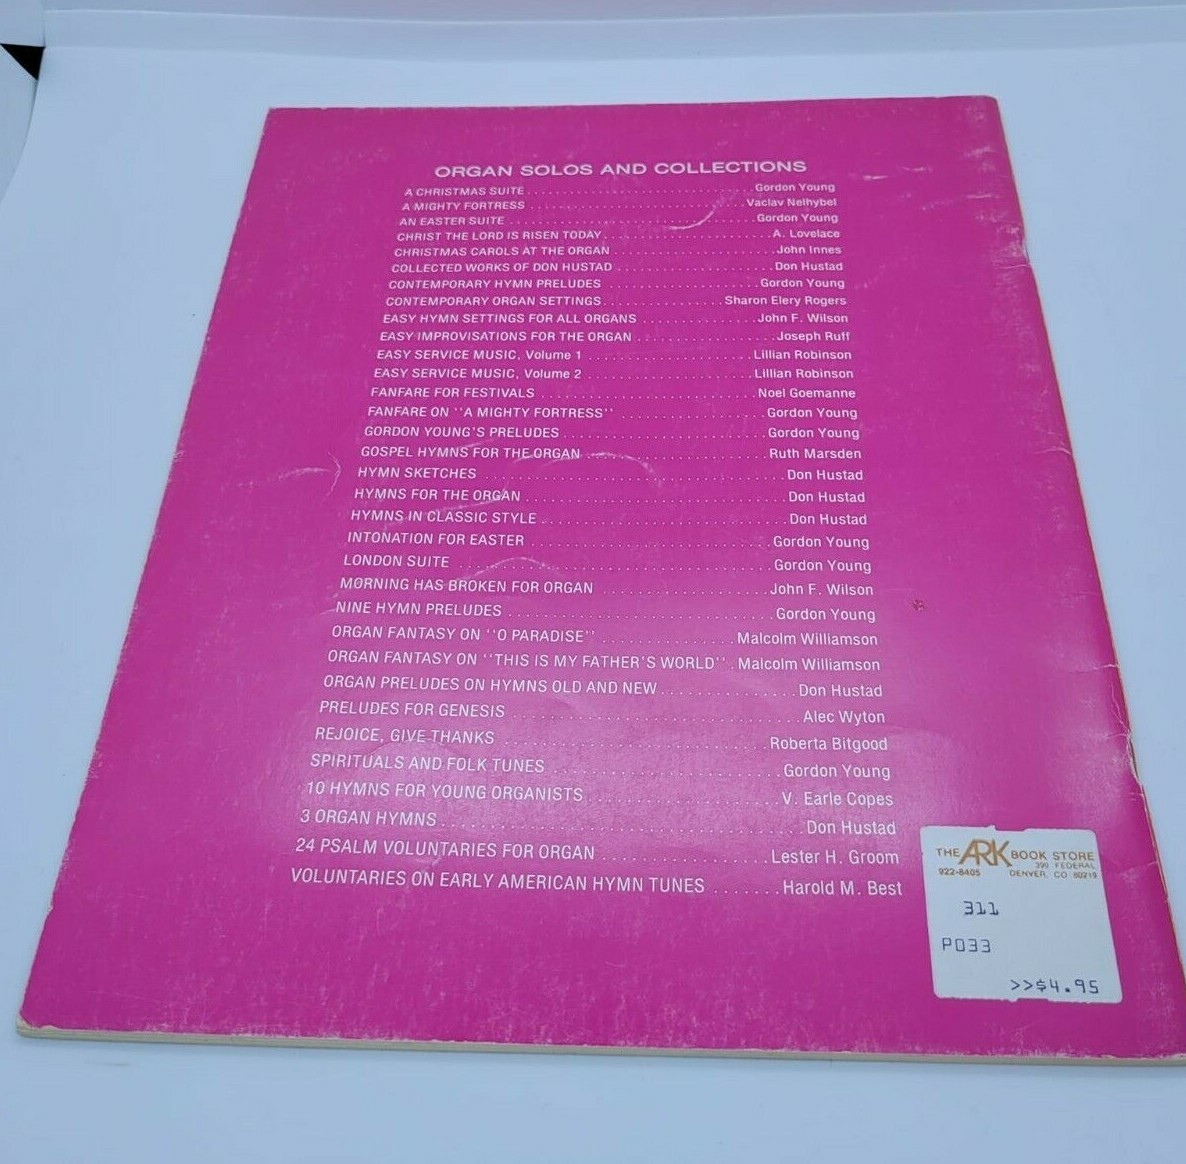 ORGAN SOLOS AND COLLECTIONS
A CHRISTMAS SUITE . . . . . . . . . . . . . . . . . . . . Gordon Young
A MIGHTY FORTRESS . . . . . . . . . . . . . . . . . . . . Vaclav Nelhybel
AN EASTER SUITE . . . . . . . . . . . . . . . . . . . . Gordon Young
CHRIST THE LORD IS RISEN TODAY . . . . . . . . . . . . . . . A. Lovelace
CHRISTMAS CAROLS AT THE ORGAN . . . . . . . . . . . . . . . John Innes
COLLECTED WORKS OF DON HUSTAD . . . . . . . . . . . . . . . Don Hustad
CONTEMPORARY HYMN PRELUDES . . . . . . . . . . . . . . . Gordon Young
CONTEMPORARY ORGAN SETTINGS . . . . . . . . . . . . Sharon Elery Rogers
EASY HYMN SETTINGS FOR ALL ORGANS . . . . . . . . . . . . John F. Wilson
EASY IMPROVISATIONS FOR THE ORGAN . . . . . . . . . . . . Joseph Ruff
EASY SERVICE MUSIC, Volume 1 . . . . . . . . . . . . . . . Lillian Robinson
EASY SERVICE MUSIC, Volume 2 . . . . . . . . . . . . . . . Lillian Robinson
FANFARE FOR FESTIVALS . . . . . . . . . . . . . . . . . . Noel Goemanne
FANFARE ON ''A MIGHTY FORTRESS'' . . . . . . . . . . . . Gordon Young
GORDON YOUNG'S PRELUDES . . . . . . . . . . . . . . . . . . Gordon Young
GOSPEL HYMNS FOR THE ORGAN . . . . . . . . . . . . . . . Ruth Marsden
HYMN SKETCHES . . . . . . . . . . . . . . . . . . . . . . . . Don Hustad
HYMNS FOR THE ORGAN . . . . . . . . . . . . . . . . . . . . . Don Hustad
HYMNS IN CLASSIC STYLE . . . . . . . . . . . . . . . . . . . . Don Hustad
INTONATION FOR EASTER . . . . . . . . . . . . . . . . . . Gordon Young
LONDON SUITE . . . . . . . . . . . . . . . . . . . . . . . . Gordon Young
MORNING HAS BROKEN FOR ORGAN . . . . . . . . . . . . . John F. Wilson
NINE HYMN PRELUDES . . . . . . . . . . . . . . . . . . . . Gordon Young
ORGAN FANTASY ON ''O PARADISE'' . . . . . . . . . . Malcolm Williamson
ORGAN FANTASY ON ''THIS IS MY FATHER'S WORLD'' . Malcolm Williamson
ORGAN PRELUDES ON HYMNS OLD AND NEW . . . . . . . . . . . Don Hustad
PRELUDES FOR GENESIS . . . . . . . . . . . . . . . . . . . . Alec Wyton
REJOICE, GIVE THANKS . . . . . . . . . . . . . . . . . . Roberta Bitgood
SPIRITUALS AND FOLK TUNES . . . . . . . . . . . . . . . Gordon Young
10 HYMNS FOR YOUNG ORGANISTS . . . . . . . . . . . . . V. Earle Copes
3 ORGAN HYMNS . . . . . . . . . . . . . . . . . . . . . . . Don Hustad
24 PSALM VOLUNTARIES FOR ORGAN . . . . . . . . . . . Lester H. Groom
VOLUNTARIES ON EARLY AMERICAN HYMN TUNES . . . . . . . Harold M. Best
THE ARK BOOK STORE
399 FEDERAL
922-8405 DENVER, CO 80219
311
P033
>>$4.95